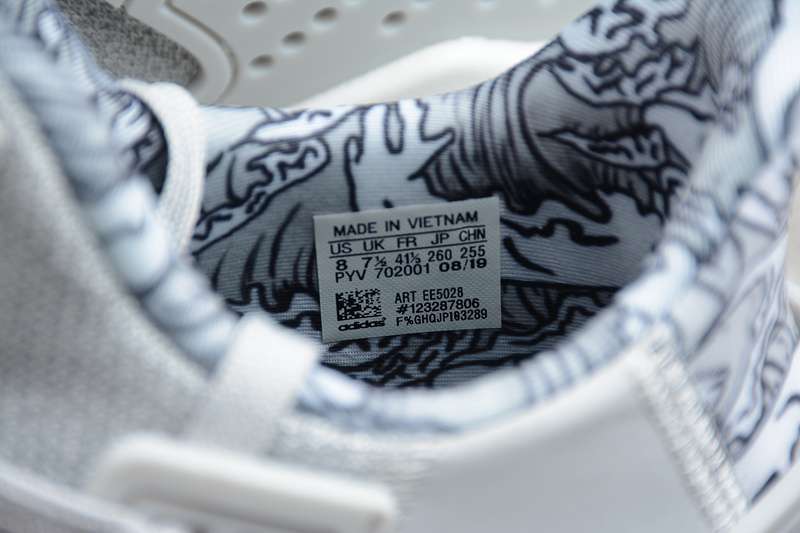 MADE IN VIETNAM
US UK FR JP CHN
8 7½ 41⅓ 260 255
PYV 702001 08/19
ART EE5028
#123287806
adidas F%GHQJP183289